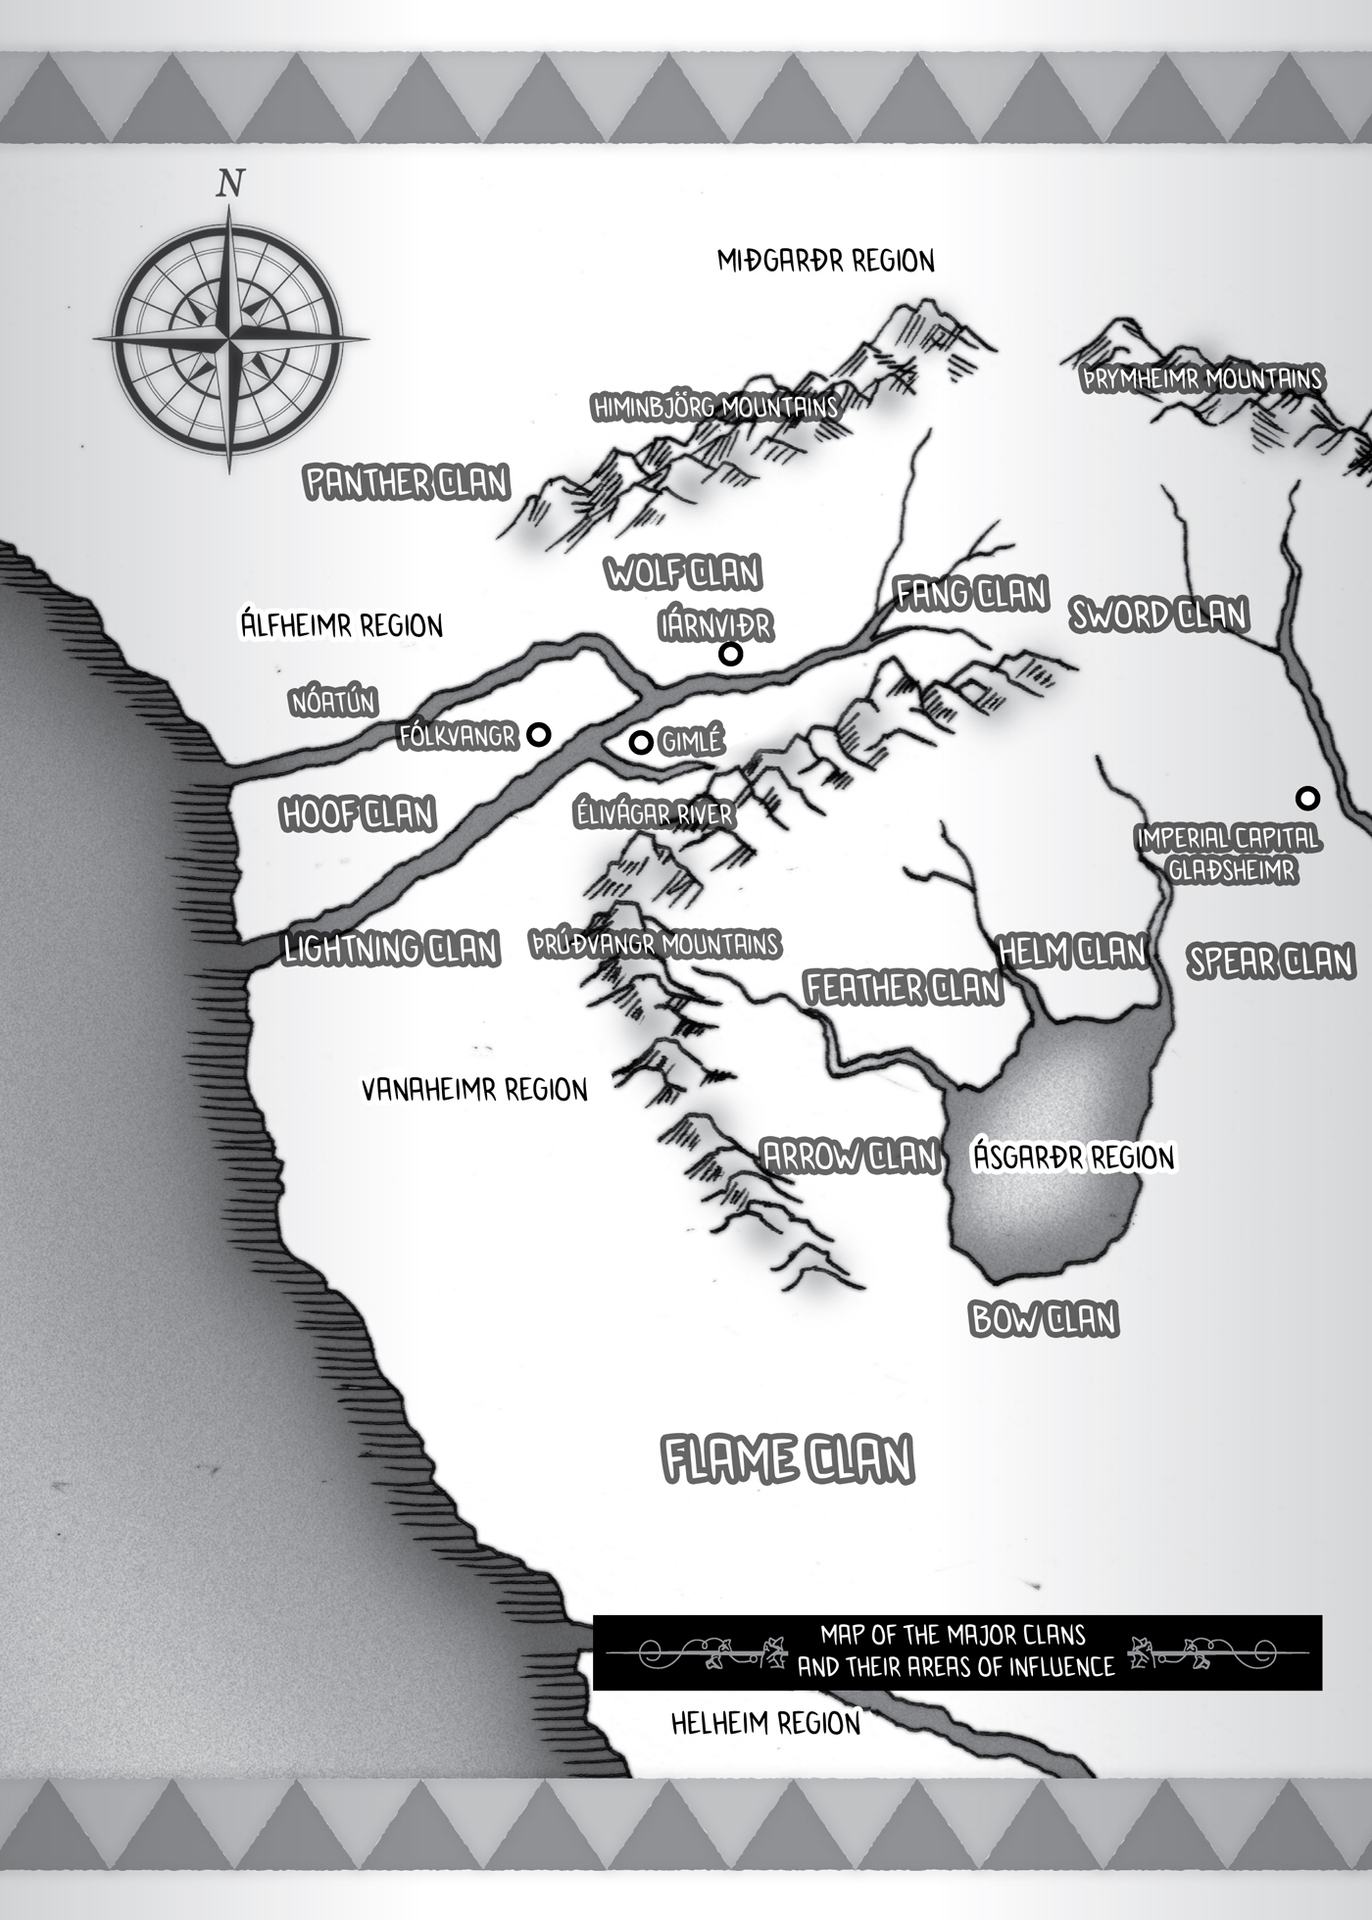 N
MIÐGARÐR REGION
ÞRYMHEIMR MOUNTAINS
HIMINBJÖRG MOUNTAINS
PANTHER CLAN
WOLF CLAN
FANG CLAN
SWORD CLAN
ÁLFHEIMR REGION
IÁRNVIÐR
NÓATÚN
FÓLKVANGR
GIMLÉ
HOOF CLAN
ÉLIVÁGAR RIVER
IMPERIAL CAPITAL
GLAÐSHEIMR
LIGHTNING CLAN
ÞRÚÐVANGR MOUNTAINS
HELM CLAN
SPEAR CLAN
FEATHER CLAN
VANAHEIMR REGION
ARROW CLAN
ÁSGARÐR REGION
BOW CLAN
FLAME CLAN
MAP OF THE MAJOR CLANS
AND THEIR AREAS OF INFLUENCE
HELHEIM REGION